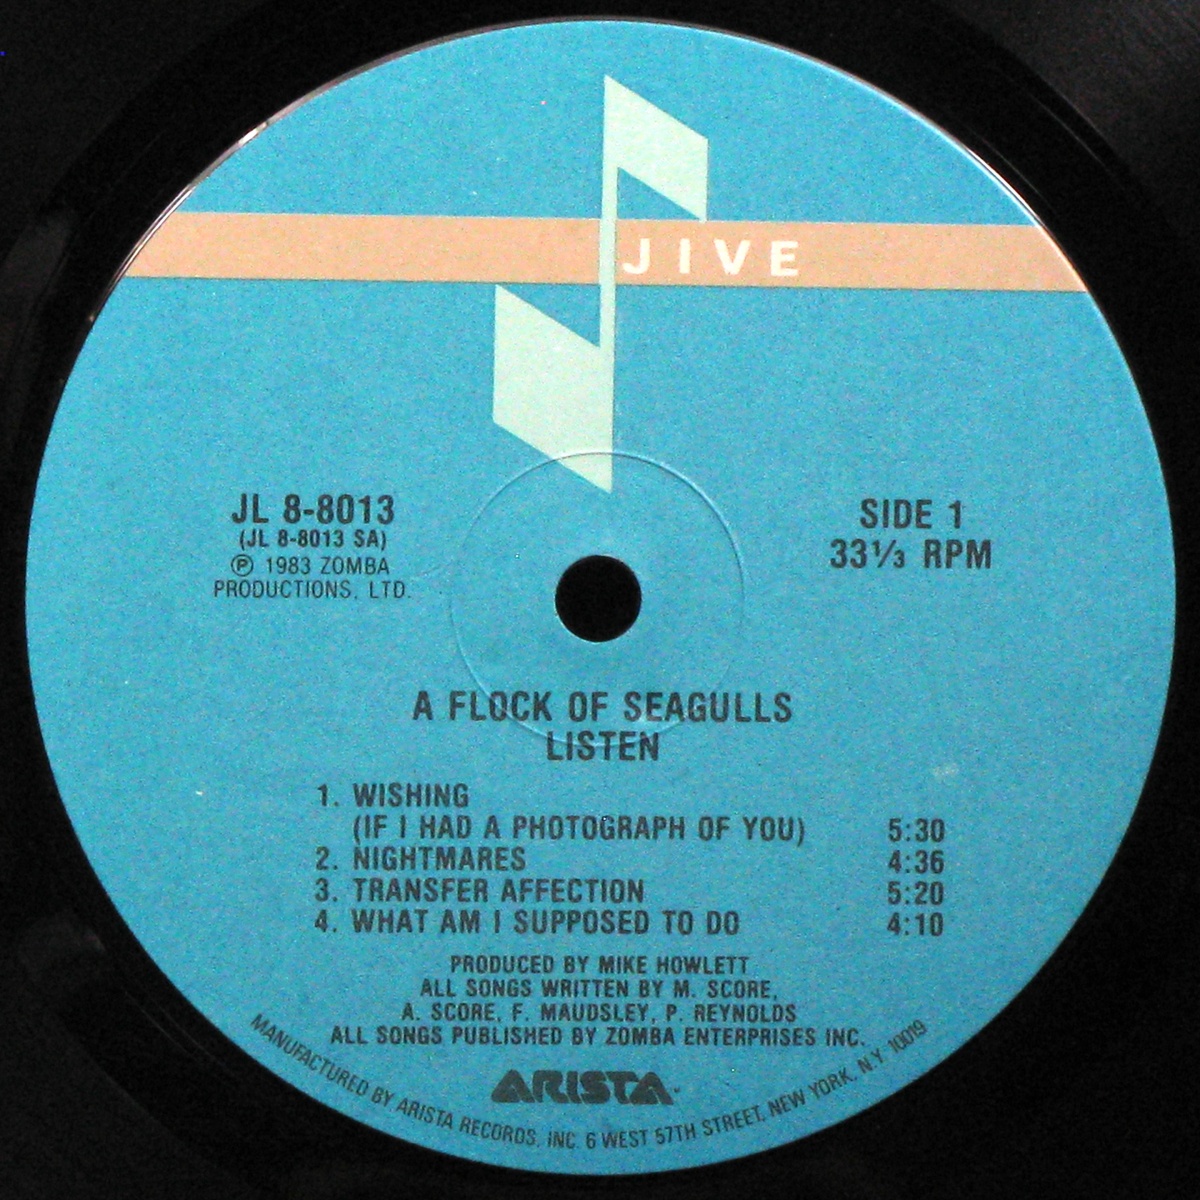 JIVE
JL 8-8013
(JL 8-8013 SA)
Ⓟ 1983 ZOMBA
PRODUCTIONS, LTD.
SIDE 1
33⅓ RPM
A FLOCK OF SEAGULLS
LISTEN
1. WISHING
(IF I HAD A PHOTOGRAPH OF YOU) 5:30
2. NIGHTMARES 4:36
3. TRANSFER AFFECTION 5:20
4. WHAT AM I SUPPOSED TO DO 4:10
PRODUCED BY MIKE HOWLETT
ALL SONGS WRITTEN BY M. SCORE,
A. SCORE, F. MAUDSLEY, P. REYNOLDS
ALL SONGS PUBLISHED BY ZOMBA ENTERPRISES INC.
ARISTA
MANUFACTURED BY ARISTA RECORDS, INC. 6 WEST 57TH STREET, NEW YORK, N.Y. 10019